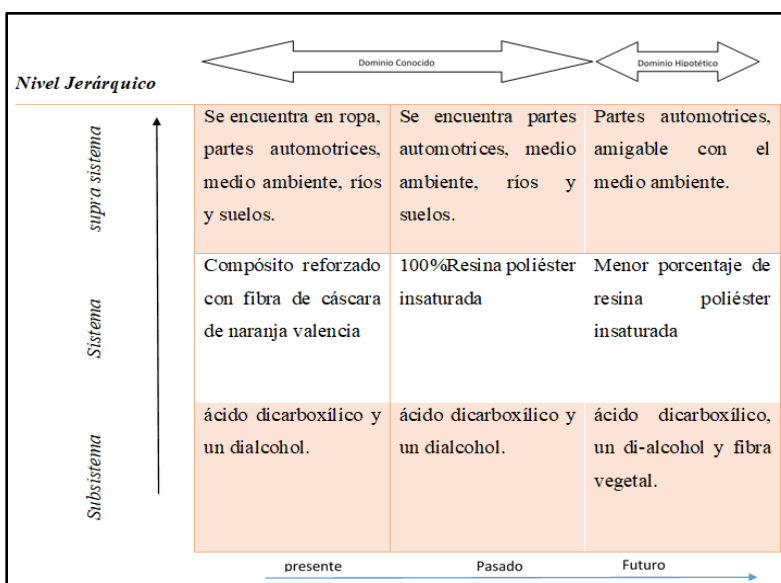 Dominio Conocido
Dominio Hipotético
Nivel Jerárquico
supra sistema
Se encuentra en ropa,
partes automotrices,
medio ambiente, ríos
y suelos.
Se encuentra partes
automotrices, medio
ambiente, ríos y
suelos.
Partes automotrices,
amigable con el
medio ambiente.
Sistema
Compósito reforzado
con fibra de cáscara
de naranja valencia
100%Resina poliéster
insaturada
Menor porcentaje de
resina poliéster
insaturada
Subsistema
ácido dicarboxílico y
un dialcohol.
ácido dicarboxílico y
un dialcohol.
ácido dicarboxílico,
un di-alcohol y fibra
vegetal.
presente
Pasado
Futuro